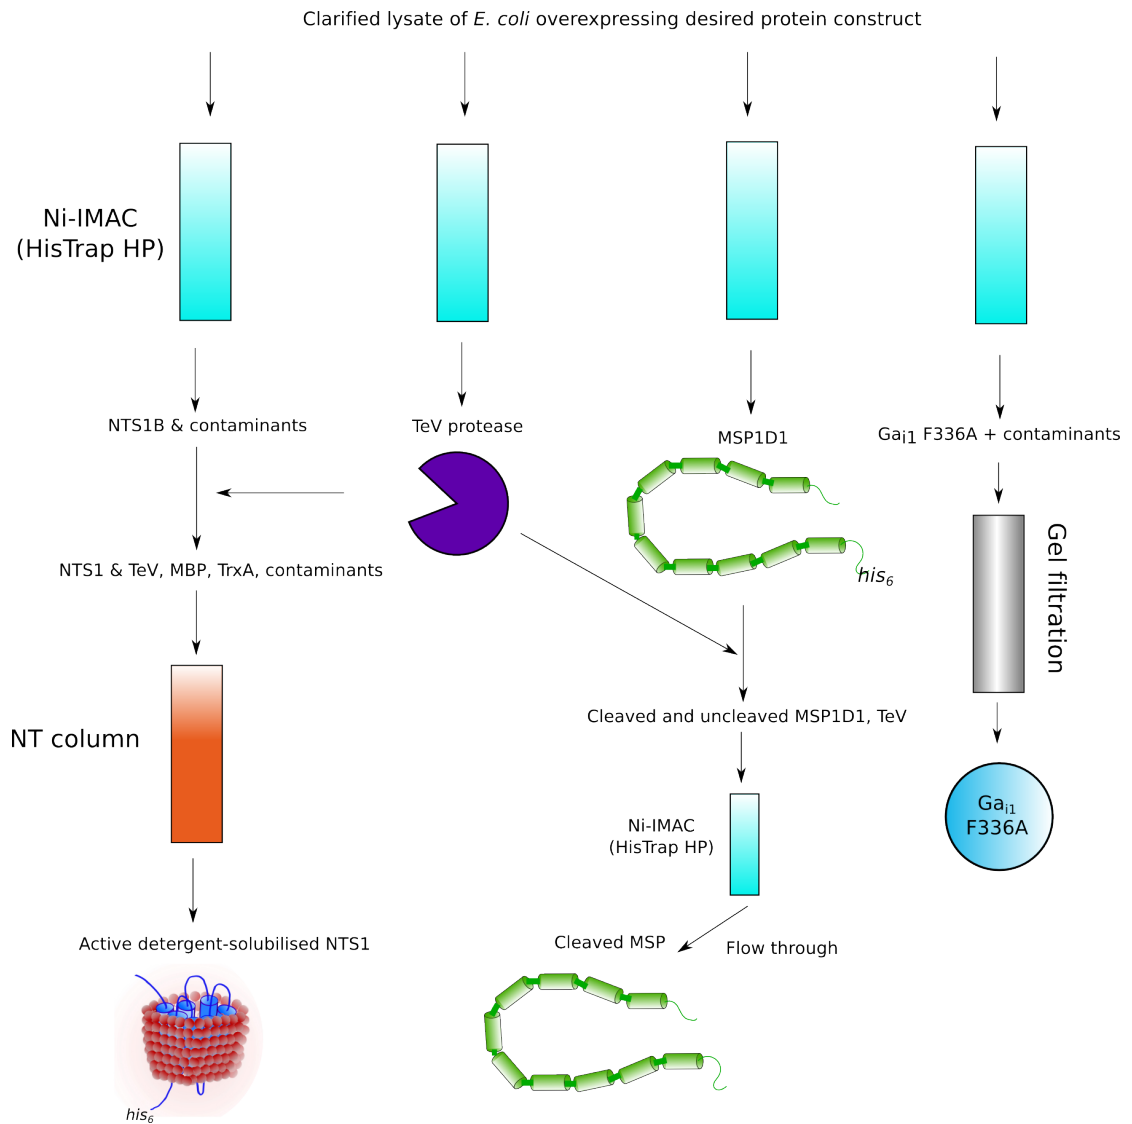 Clarified lysate of E. coli overexpressing desired protein construct
Ni-IMAC
(HisTrap HP)
NTS1B & contaminants
TeV protease
MSP1D1
Gai1 F336A + contaminants
his6
Gel filtration
NTS1 & TeV, MBP, TrxA, contaminants
Cleaved and uncleaved MSP1D1, TeV
NT column
Gai1
F336A
Ni-IMAC
(HisTrap HP)
Active detergent-solubilised NTS1
Cleaved MSP
Flow through
his6